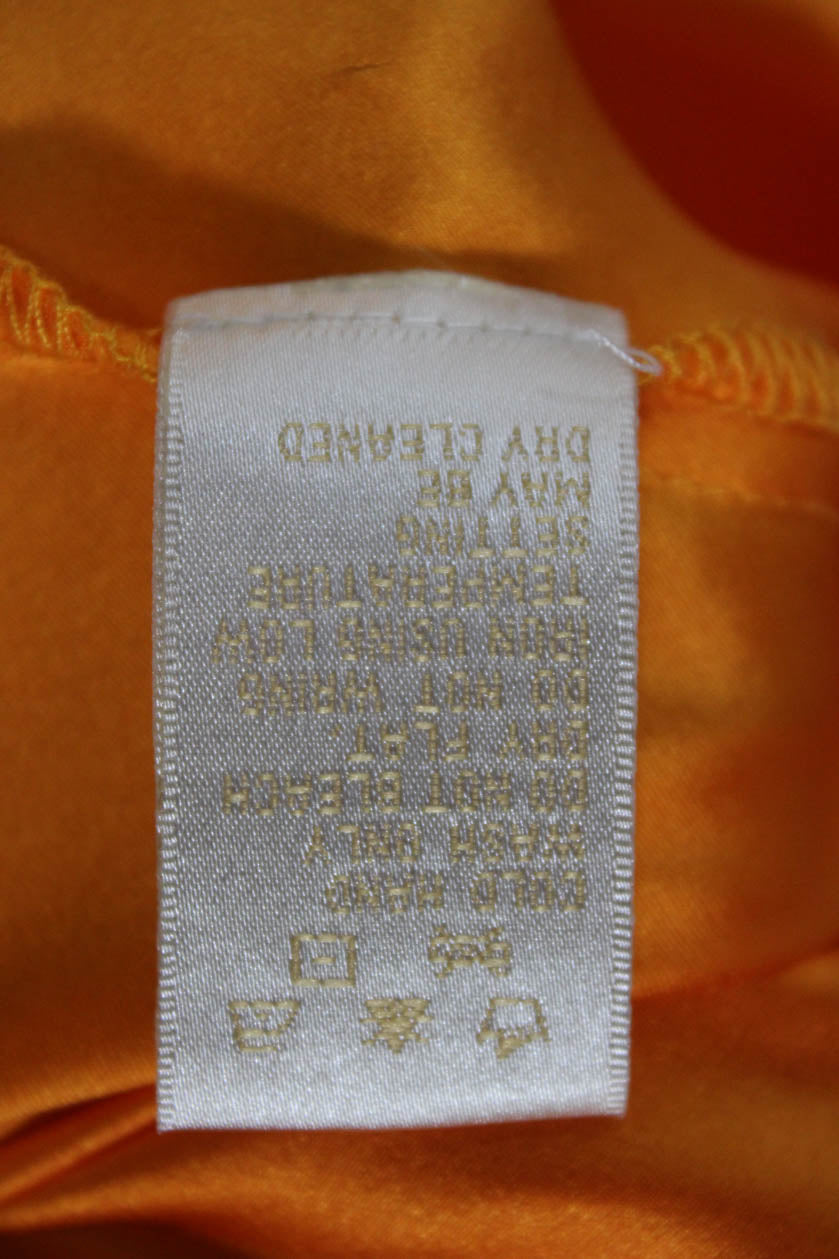 COLD HAND
WASH ONLY
DO NOT BLEACH
DRY FLAT.
DO NOT WRING
IRON USING LOW
TEMPERATURE
SETTING
MAY BE
DRY CLEANED